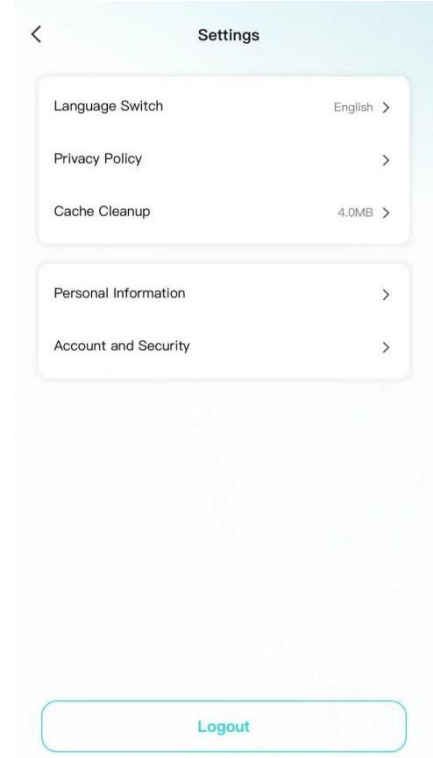 Settings
Language Switch English
Privacy Policy
Cache Cleanup 4.0MB
Personal Information
Account and Security
Logout